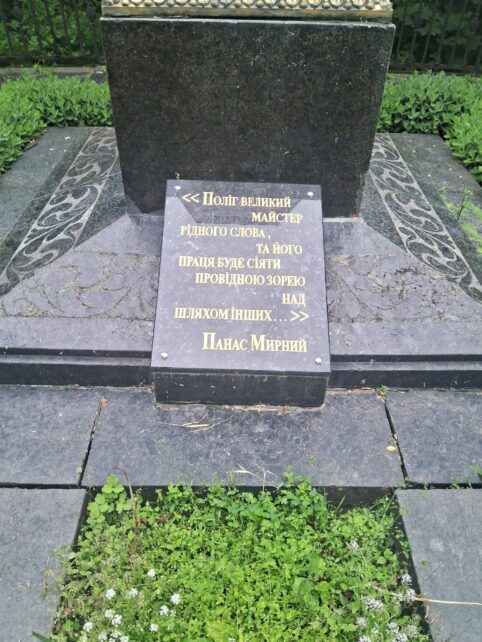 <<Поліг великий
майстер
рідного слова,
та його
праця буде сіяти
провідною зорею
над
шляхом інших...>>
Панас Мирний